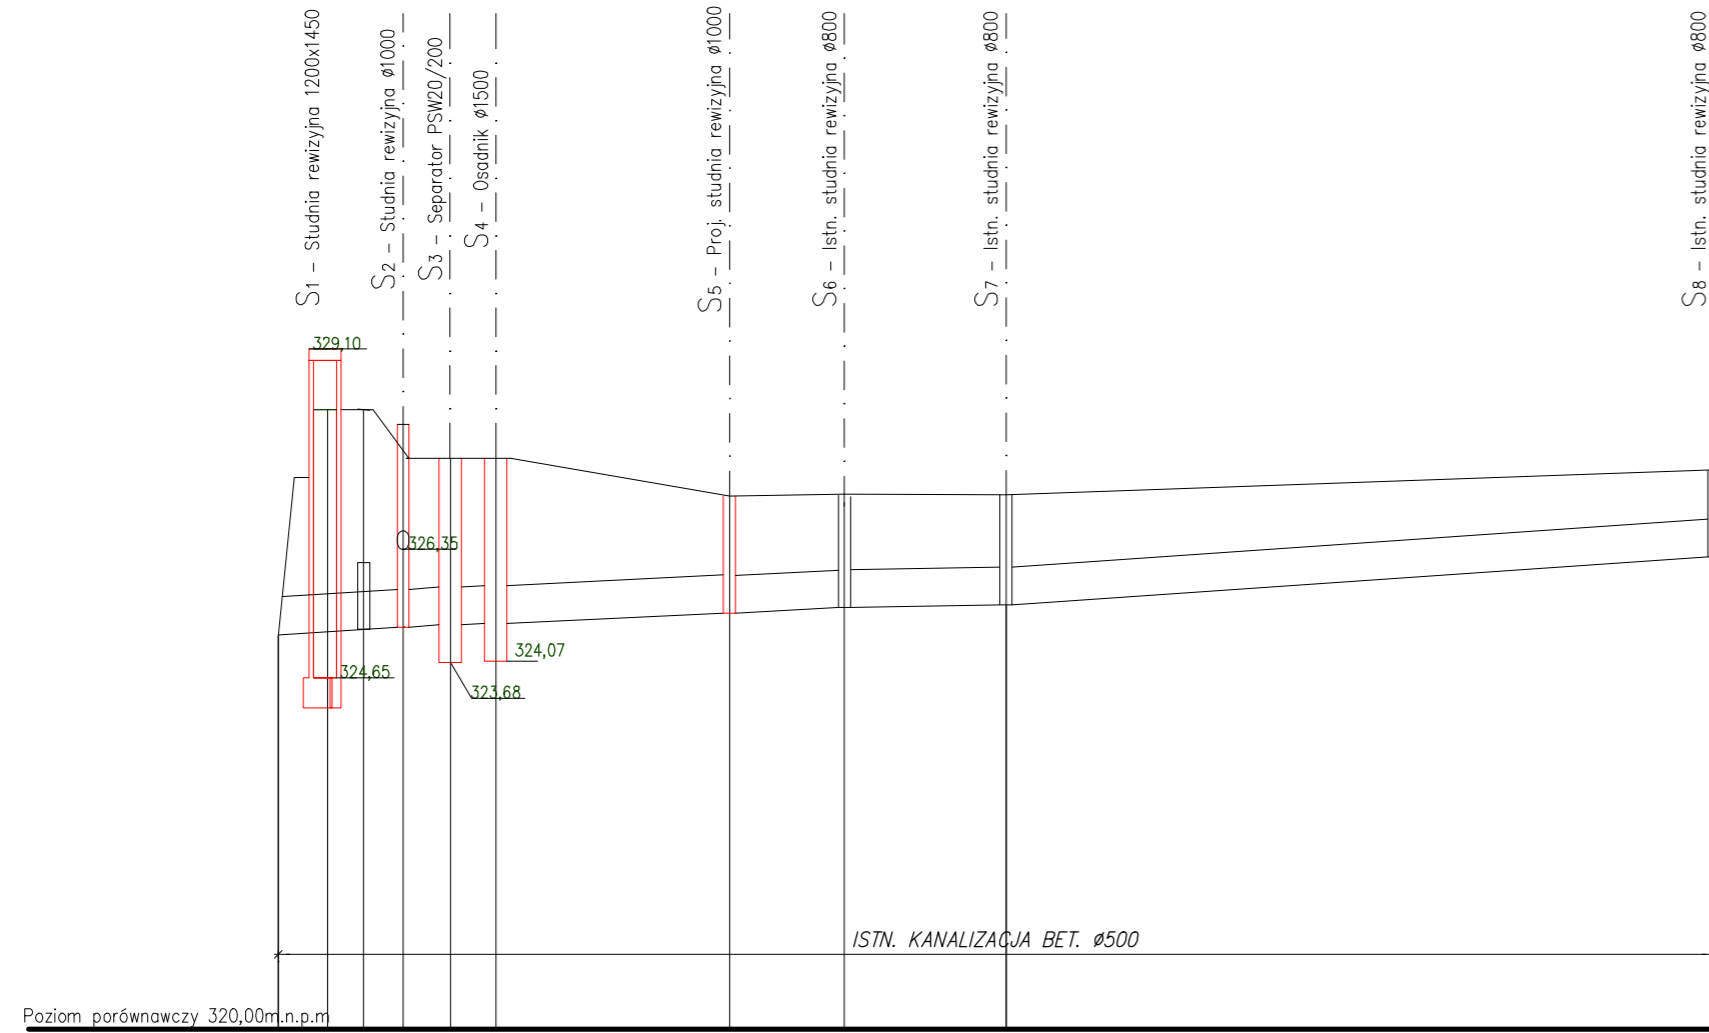 S1 - Studnia rewizyjna 1200x1450
S2 - Studnia rewizyjna ø1000
S3 - Separator PSW20/200
S4 - Osadnik ø1500
S5 - Proj. studnia rewizyjna ø1000
S6 - Istn. studnia rewizyjna ø800
S7 - Istn. studnia rewizyjna ø800
S8 - Istn. studnia rewizyjna ø800
329,10
326,35
324,65
324,07
323,68
ISTN. KANALIZACJA BET. ø500
Poziom porównawczy 320,00m.n.p.m